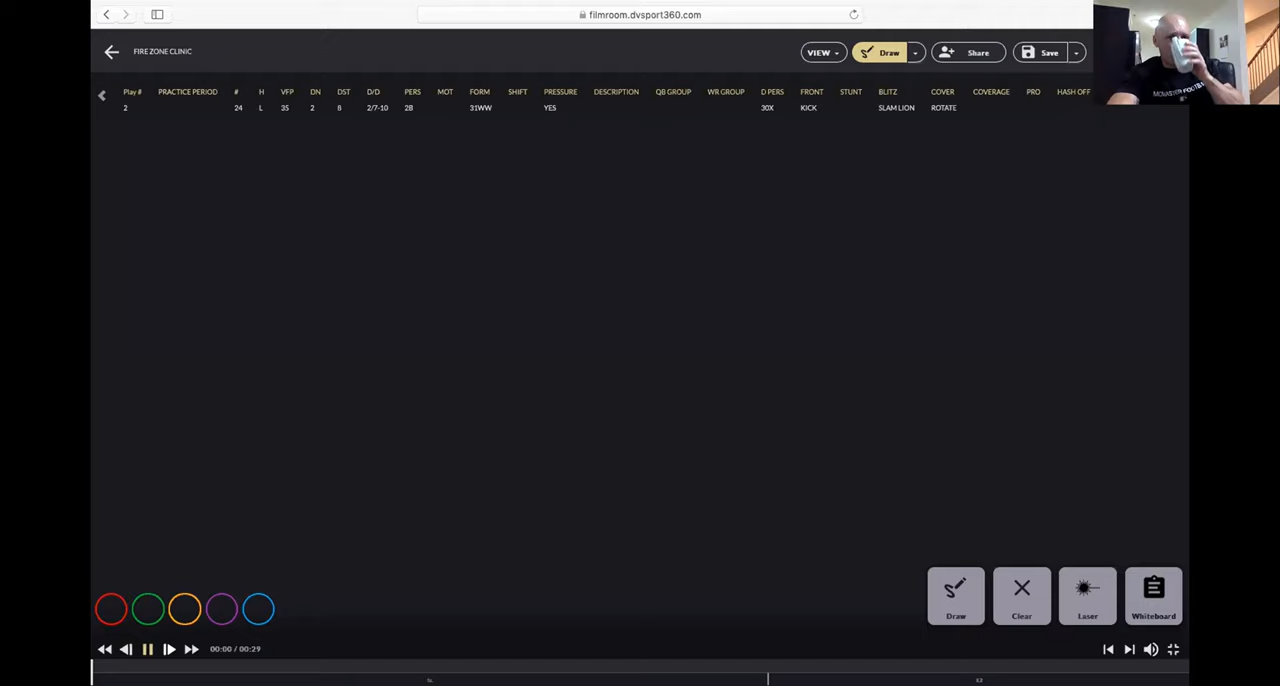 filmroom.dvsport360.com
FIRE ZONE CLINIC VIEW Draw Share Save
Play # PRACTICE PERIOD # H VFP DN DST D/D PERS MOT FORM SHIFT PRESSURE DESCRIPTION QB GROUP WR GROUP D PERS FRONT STUNT BLITZ COVER COVERAGE PRO HASH OFF
2 24 L 35 2 8 2/7-10 2B 31WW YES 30X KICK SLAM LION ROTATE
FOOTBALL
Draw Clear Laser Whiteboard
00:00 / 00:29